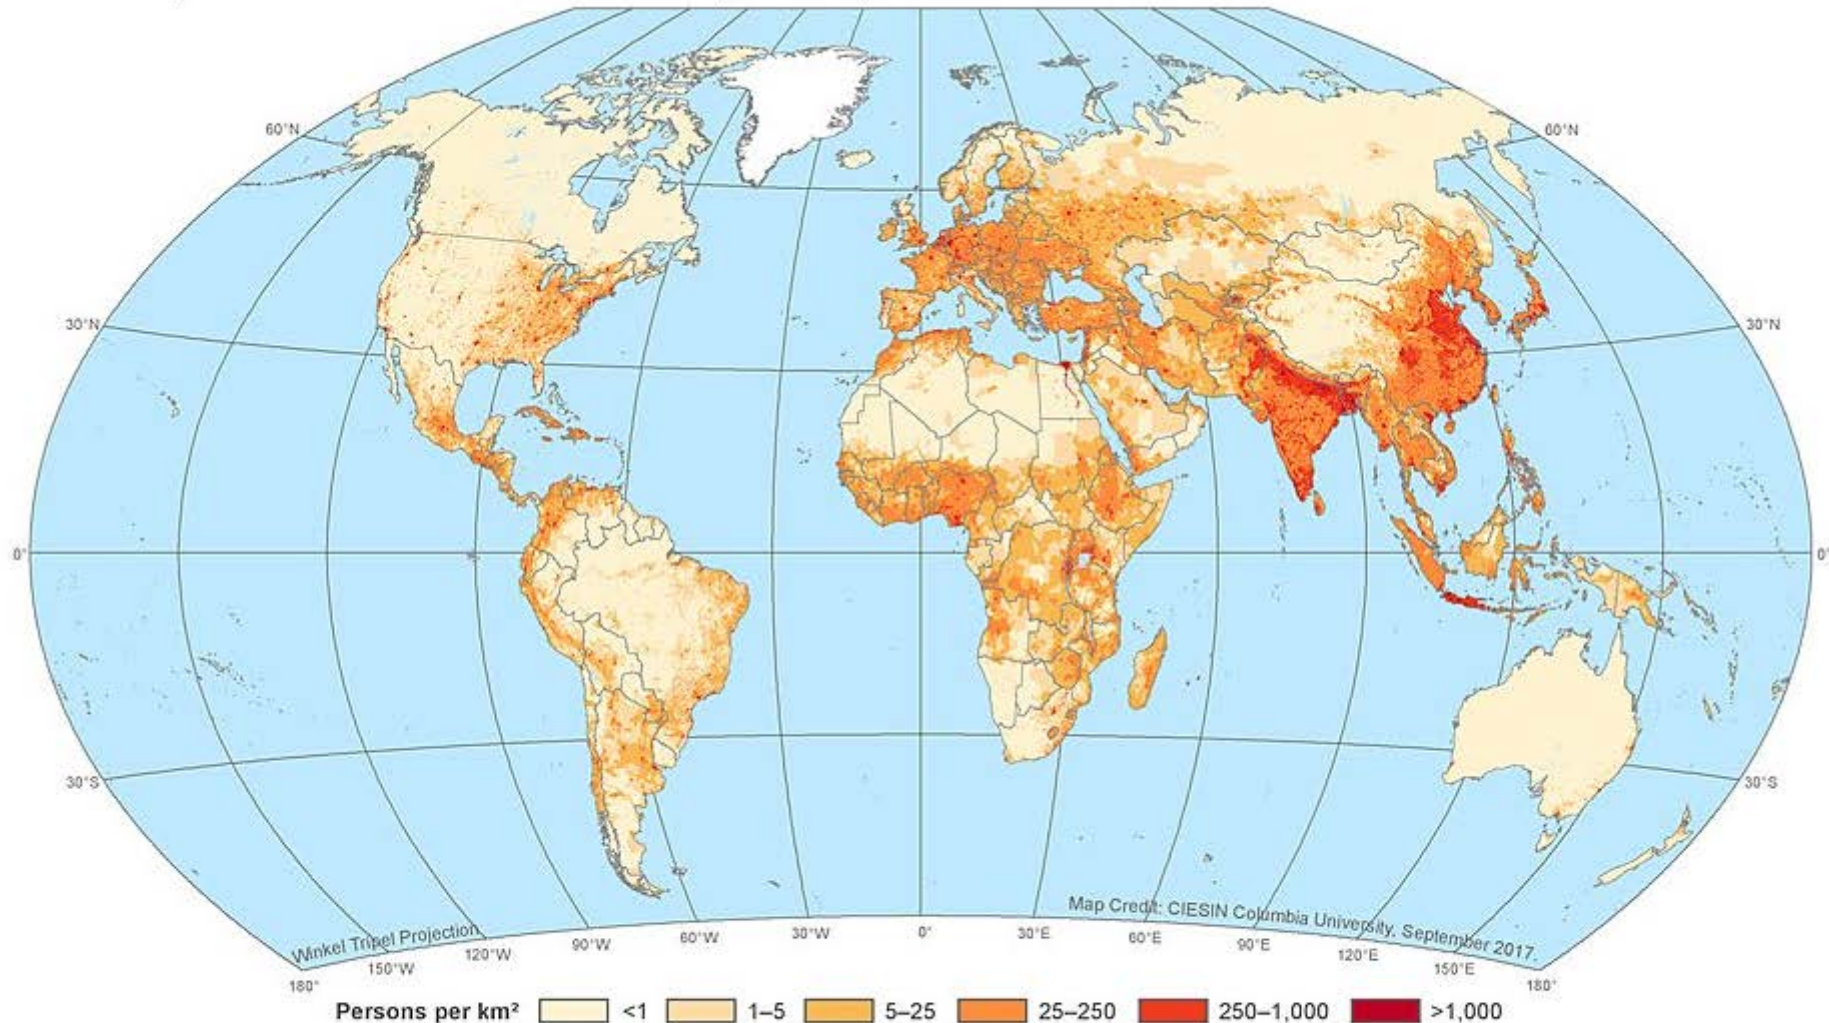 60°N
60°N
30°N
30°N
0°
0°
30°S
30°S
Map Credit: CIESIN Columbia University, September 2017.
Winkel Tripel Projection
180°
150°W
120°W
90°W
60°W
30°W
0°
30°E
60°E
90°E
120°E
150°E
180°
Persons per km² <1 1–5 5–25 25–250 250–1,000 >1,000